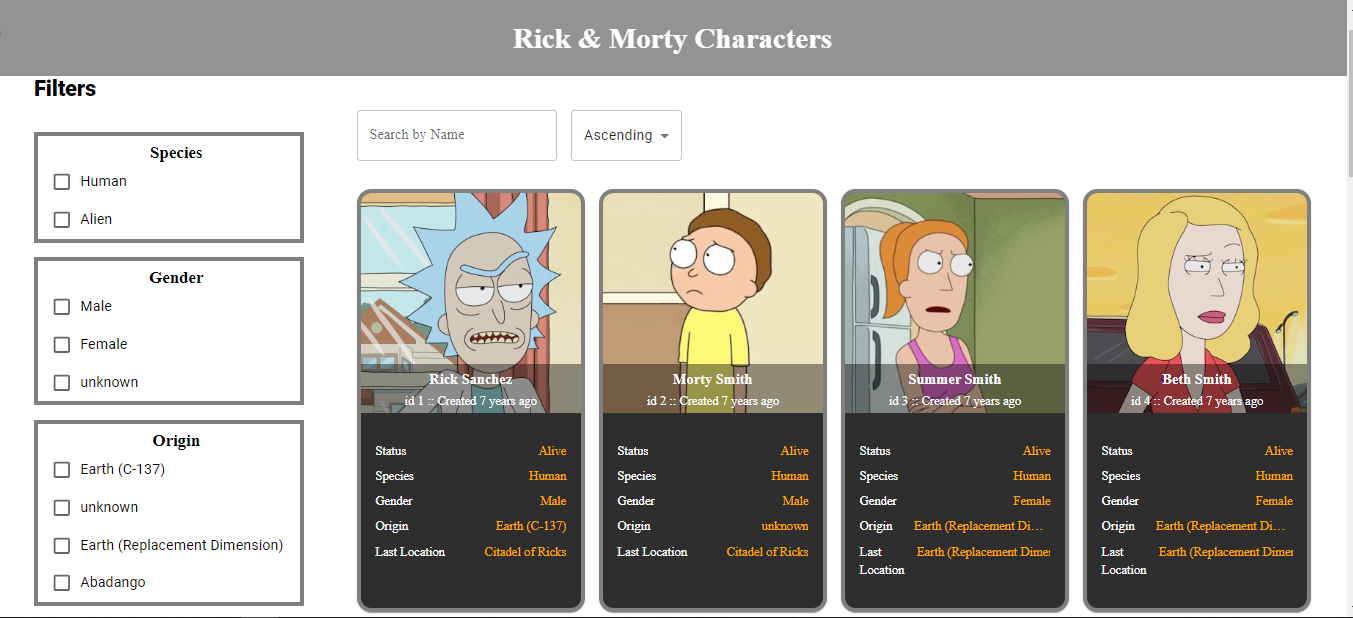 Rick & Morty Characters
Filters
Search by Name
Ascending
Species
Human
Alien
Gender
Male
Female
unknown
Origin
Earth (C-137)
unknown
Earth (Replacement Dimension)
Abadango
Rick Sanchez
id 1 :: Created 7 years ago
Status Alive
Species Human
Gender Male
Origin Earth (C-137)
Last Location Citadel of Ricks
Morty Smith
id 2 :: Created 7 years ago
Status Alive
Species Human
Gender Male
Origin unknown
Last Location Citadel of Ricks
Summer Smith
id 3 :: Created 7 years ago
Status Alive
Species Human
Gender Female
Origin Earth (Replacement Di...
Last Earth (Replacement Dimer
Location
Beth Smith
id 4 :: Created 7 years ago
Status Alive
Species Human
Gender Female
Origin Earth (Replacement Di...
Last Earth (Replacement Dimer
Location